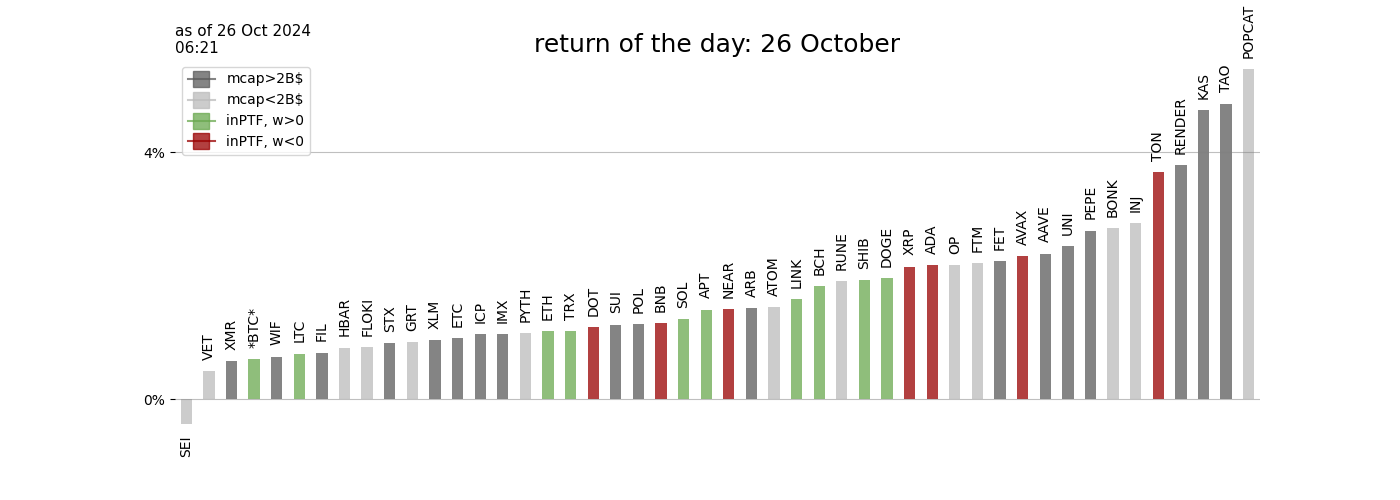 as of 26 Oct 2024
06:21
return of the day: 26 October
mcap>2B$
mcap<2B$
inPTF, w>0
inPTF, w<0
4%
0%
SEI
VET
XMR
*BTC*
WIF
LTC
FIL
HBAR
FLOKI
STX
GRT
XLM
ETC
ICP
IMX
PYTH
ETH
TRX
DOT
SUI
POL
BNB
SOL
APT
NEAR
ARB
ATOM
LINK
BCH
RUNE
SHIB
DOGE
XRP
ADA
OP
FTM
FET
AVAX
AAVE
UNI
PEPE
BONK
INJ
TON
RENDER
KAS
TAO
POPCAT